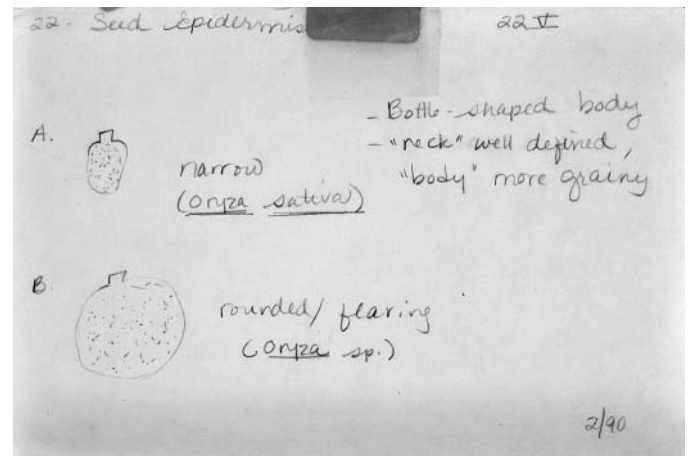 22. Seed Epidermis 22 V
- Bottle-shaped body
A. - "neck" well defined,
narrow "body" more grainy
(Oryza sativa)
B. rounded/flaring
(Oryza sp.)
2/90